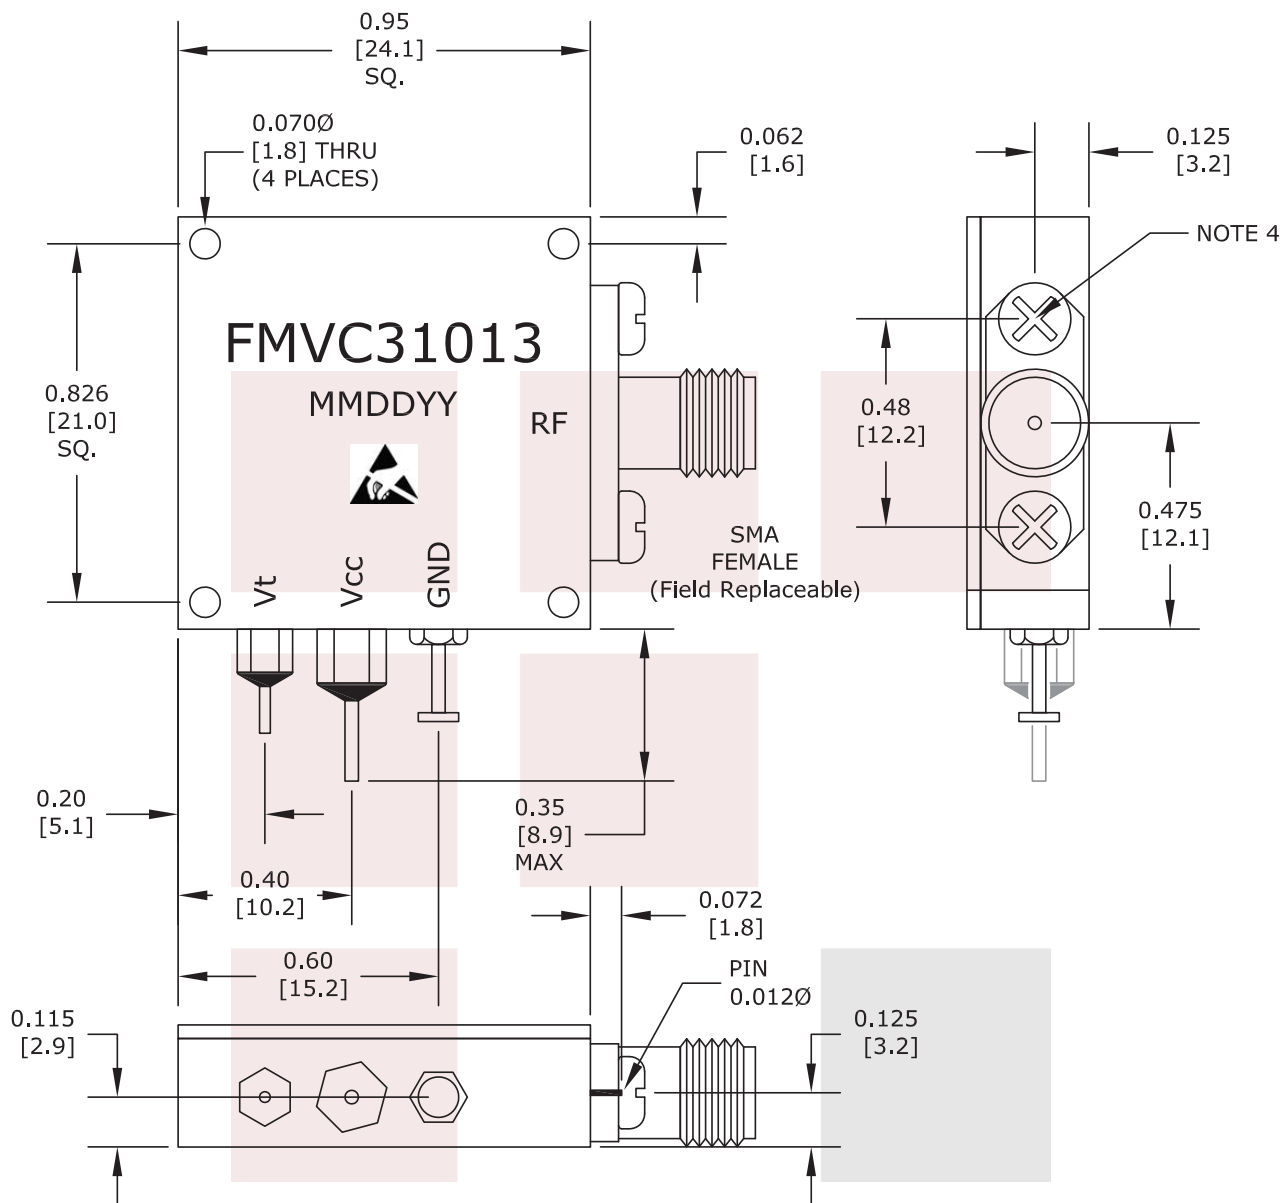 0.95
[24.1]
SQ.
0.070Ø
[1.8] THRU
(4 PLACES)
0.062
[1.6]
0.125
[3.2]
NOTE 4
FMVC31013
MMDDYY
RF
0.826
[21.0]
SQ.
0.48
[12.2]
0.475
[12.1]
SMA
FEMALE
(Field Replaceable)
Vt
Vcc
GND
0.20
[5.1]
0.35
[8.9]
MAX
0.40
[10.2]
0.072
[1.8]
0.60
[15.2]
PIN
0.012Ø
0.115
[2.9]
0.125
[3.2]